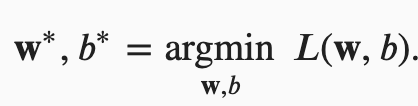 w*, b* = argmin L(w, b).
w,b